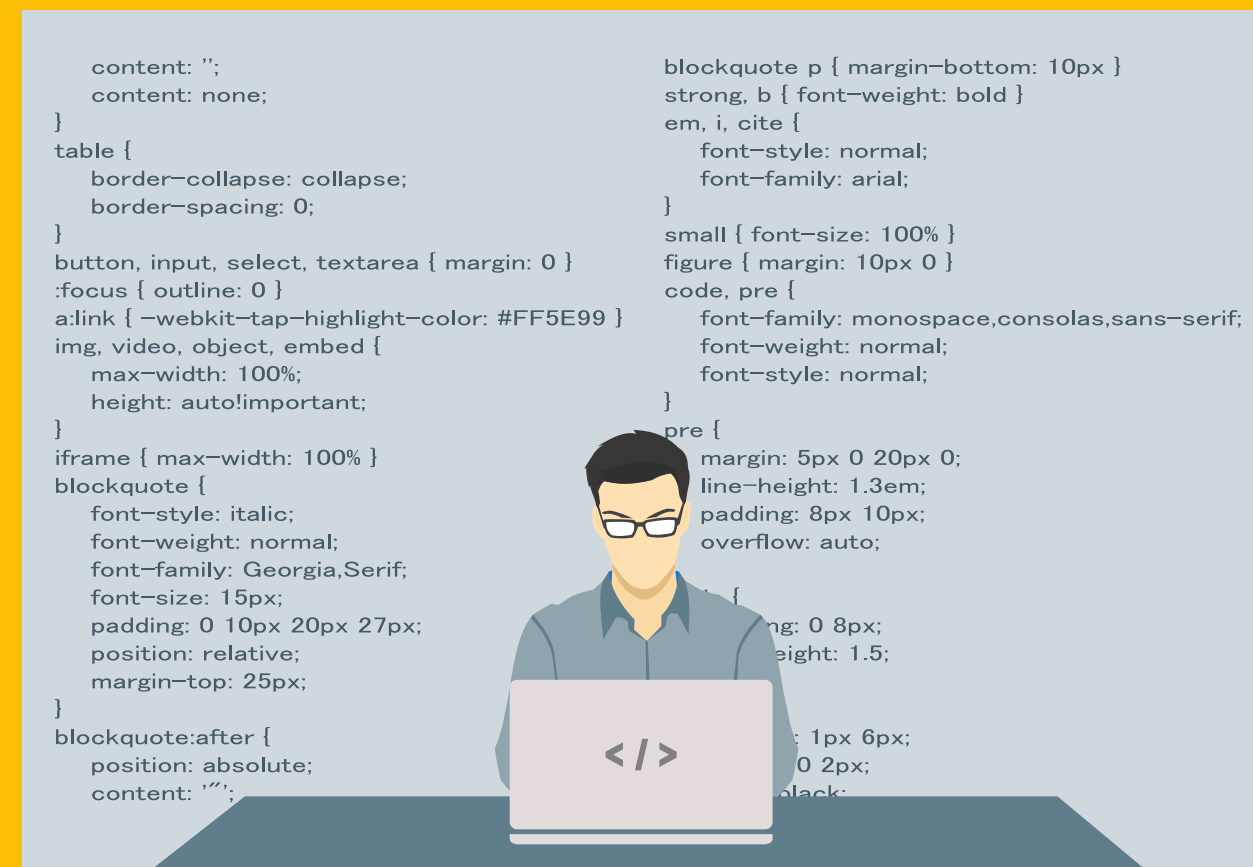 content: '';
content: none;
}
table {
border-collapse: collapse;
border-spacing: 0;
}
button, input, select, textarea { margin: 0 }
:focus { outline: 0 }
a:link { -webkit-tap-highlight-color: #FF5E99 }
img, video, object, embed {
max-width: 100%;
height: auto!important;
}
iframe { max-width: 100% }
blockquote {
font-style: italic;
font-weight: normal;
font-family: Georgia,Serif;
font-size: 15px;
padding: 0 10px 20px 27px;
position: relative;
margin-top: 25px;
}
blockquote:after {
position: absolute;
content: '"';
blockquote p { margin-bottom: 10px }
strong, b { font-weight: bold }
em, i, cite {
font-style: normal;
font-family: arial;
}
small { font-size: 100% }
figure { margin: 10px 0 }
code, pre {
font-family: monospace,consolas,sans-serif;
font-weight: normal;
font-style: normal;
}
pre {
margin: 5px 0 20px 0;
line-height: 1.3em;
padding: 8px 10px;
overflow: auto;
{
0 8px;
1.5;
: 1px 6px;
0 2px;
</>